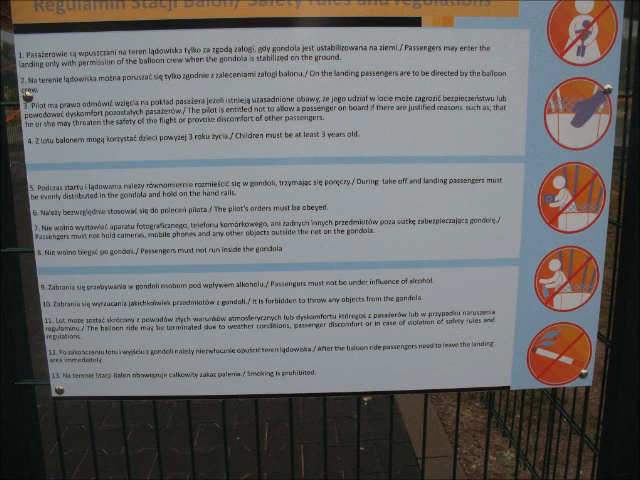 Regulamin Stacji Balon/ Safety rules and regulations
1. Pasażerowie są wpuszczani na teren lądowiska tylko za zgodą załogi, gdy gondola jest ustabilizowana na ziemi./ Passengers may enter the
landing only with permission of the balloon crew when the gondola is stabilized on the ground.
2. Na terenie lądowiska można poruszać się tylko zgodnie z zaleceniami załogi balonu./ On the landing passengers are to be directed by the balloon
crew.
3. Pilot ma prawo odmówić wzięcia na pokład pasażera jeżeli istnieją uzasadnione obawy, że jego udział w locie może zagrozić bezpieczeństwu lub
powodować dyskomfort pozostałych pasażerów./ The pilot is entitled not to allow a passenger on board if there are justified reasons such as; that
he or she may threaten the safety of the flight or provoke discomfort of other passengers.
4. Z lotu balonem mogą korzystać dzieci powyżej 3 roku życia./ Children must be at least 3 years old.
5. Podczas startu i lądowania należy równomiernie rozmieścić się w gondoli, trzymając się poręczy./ During take off and landing passengers must
be evenly distributed in the gondola and hold on the hand rails.
6. Należy bezwzględnie stosować się do poleceń pilota./ The pilot's orders must be obeyed.
7. Nie wolno wystawiać aparatu fotograficznego, telefonu komórkowego, ani żadnych innych przedmiotów poza siatkę zabezpieczającą gondolę./
Passengers must not hold cameras, mobile phones and any other objects outside the net on the gondola.
8. Nie wolno biegać po gondoli./ Passengers must not run inside the gondola
9. Zabrania się przebywania w gondoli osobom pod wpływem alkoholu./ Passengers must not be under influence of alcohol.
10. Zabrania się wyrzucania jakichkolwiek przedmiotów z gondoli./ It is forbidden to throw any objects from the gondola.
11. Lot może zostać skrócony z powodów złych warunków atmosferycznych lub dyskomfortu któregoś z pasażerów lub w przypadku naruszenia
regulaminu./ The balloon ride may be terminated due to weather conditions, passenger discomfort or in case of violation of safety rules and
regulations.
12. Po zakończeniu lotu i wyjściu z gondoli należy niezwłocznie opuścić teren lądowiska./ After the balloon ride passengers need to leave the landing
area immediately.
13. Na terenie Stacji Balon obowiązuje całkowity zakaz palenia./ Smoking is prohibited.